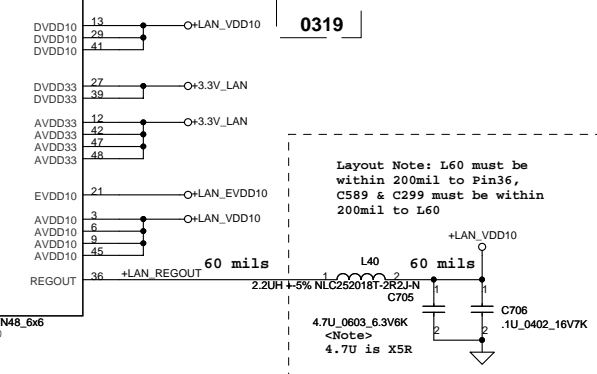 0319
DVDD10 13 +LAN_VDD10
DVDD10 29
DVDD10 41
DVDD33 27 +3.3V_LAN
DVDD33 39
AVDD33 12 +3.3V_LAN
AVDD33 42
AVDD33 47
AVDD33 48
EVDD10 21 +LAN_EVDD10
AVDD10 3 +LAN_VDD10
AVDD10 6
AVDD10 9
AVDD10 45
REGOUT 36 +LAN_REGOUT
60 mils
Layout Note: L60 must be
within 200mil to Pin36,
C589 & C299 must be within
200mil to L60
+LAN_VDD10
L40
1 2
60 mils
2.2UH +-5% NLC252018T-2R2J-N
C705
1
2
4.7U_0603_6.3V6K
<Note>
4.7U is X5R
1
2
C706
.1U_0402_16V7K
N48_6x6